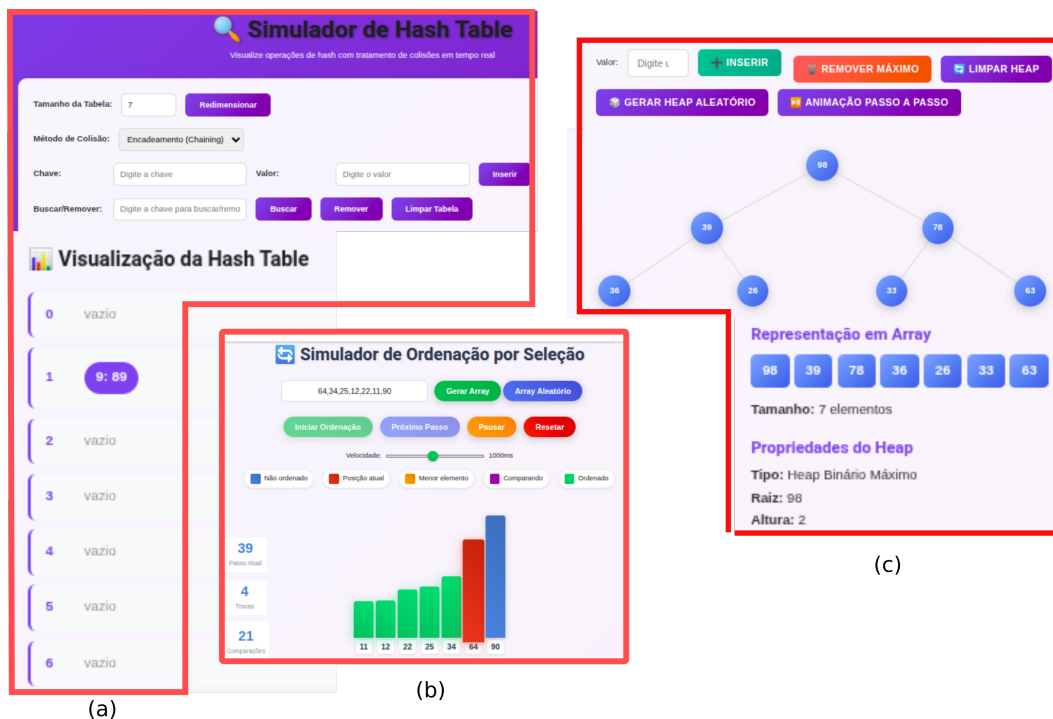 Simulador de Hash Table
Visualize operações de hash com tratamento de colisões em tempo real
Tamanho da Tabela: 7 Redimensionar
Método de Colisão: Encadeamento (Chaining)
Chave: Digite a chave Valor: Digite o valor Inserir
Buscar/Remover: Digite a chave para buscar/remo Buscar Remover Limpar Tabela
Visualização da Hash Table
0 vazio
1 9: 89
2 vazio
3 vazio
4 vazio
5 vazio
6 vazio
(a)
Simulador de Ordenação por Seleção
64,34,25,12,22,11,90 Gerar Array Array Aleatório
Iniciar Ordenação Próximo Passo Pausar Resetar
Velocidade: 1000ms
Não ordenado Posição atual Menor elemento Comparando Ordenado
39
Passo Atual
4
Trocas
21
Comparações
11 12 22 25 34 64 90
(b)
Valor: Digite INSERIR REMOVER MÁXIMO LIMPAR HEAP
GERAR HEAP ALEATÓRIO ANIMAÇÃO PASSO A PASSO
98
39 78
36 26 33 63
Representação em Array
98 39 78 36 26 33 63
Tamanho: 7 elementos
Propriedades do Heap
Tipo: Heap Binário Máximo
Raiz: 98
Altura: 2
(c)